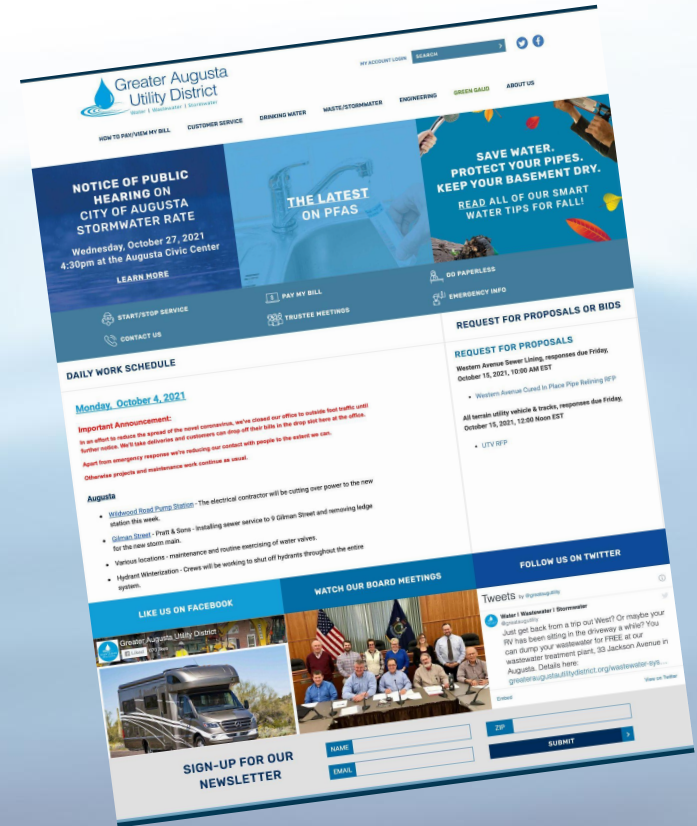 Greater Augusta
Utility District
Water | Wastewater | Stormwater
MY ACCOUNT LOGIN
SEARCH
HOW TO PAY/VIEW MY BILL
CUSTOMER SERVICE
DRINKING WATER
WASTE/STORMWATER
ENGINEERING
GREEN GAUD
ABOUT US
NOTICE OF PUBLIC
HEARING ON
CITY OF AUGUSTA
STORMWATER RATE
Wednesday, October 27, 2021
4:30pm at the Augusta Civic Center
LEARN MORE
THE LATEST
ON PFAS
SAVE WATER.
PROTECT YOUR PIPES.
KEEP YOUR BASEMENT DRY.
READ ALL OF OUR SMART
WATER TIPS FOR FALL!
START/STOP SERVICE
PAY MY BILL
GO PAPERLESS
CONTACT US
TRUSTEE MEETINGS
EMERGENCY INFO
DAILY WORK SCHEDULE
Monday, October 4, 2021
Important Announcement:
In an effort to reduce the spread of the novel coronavirus, we've closed our office to outside foot traffic until
further notice. We'll take deliveries and customers can drop off their bills in the drop slot here at the office.
Apart from emergency response we're reducing our contact with people to the extent we can.
Otherwise projects and maintenance work continue as usual.
Augusta
• Wildwood Road Pump Station - The electrical contractor will be cutting over power to the new
station this week.
• Gilman Street - Pratt & Sons - Installing sewer service to 9 Gilman Street and removing ledge
for the new storm main.
• Various locations - maintenance and routine exercising of water valves.
• Hydrant Winterization - Crews will be working to shut off hydrants throughout the entire
system.
REQUEST FOR PROPOSALS OR BIDS
REQUEST FOR PROPOSALS
Western Avenue Sewer Lining, responses due Friday,
October 15, 2021, 10:00 AM EST
• Western Avenue Cured In Place Pipe Relining RFP
All terrain utility vehicle & tracks, responses due Friday,
October 15, 2021, 12:00 Noon EST
• UTV RFP
LIKE US ON FACEBOOK
Greater Augusta Utility District
WATCH OUR BOARD MEETINGS
FOLLOW US ON TWITTER
Tweets by @greataugutility
Water | Wastewater | Stormwater
@greataugutility
Just get back from a trip out West? Or maybe your
RV has been sitting in the driveway a while? You
can dump your wastewater for FREE at our
wastewater treatment plant, 33 Jackson Avenue in
Augusta. Details here:
greateraugustautilitydistrict.org/wastewater-sys...
Embed
View on Twitter
SIGN-UP FOR OUR
NEWSLETTER
NAME
EMAIL
ZIP
SUBMIT